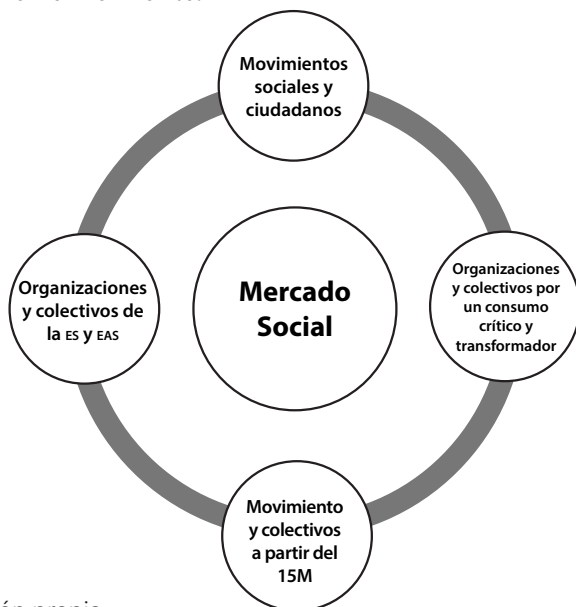 Movimientos
sociales y
ciudadanos
Organizaciones
y colectivos de
la ES y EAS
Mercado
Social
Organizaciones
y colectivos por
un consumo
crítico y
transformador
Movimiento
y colectivos
a partir del
15M
propia